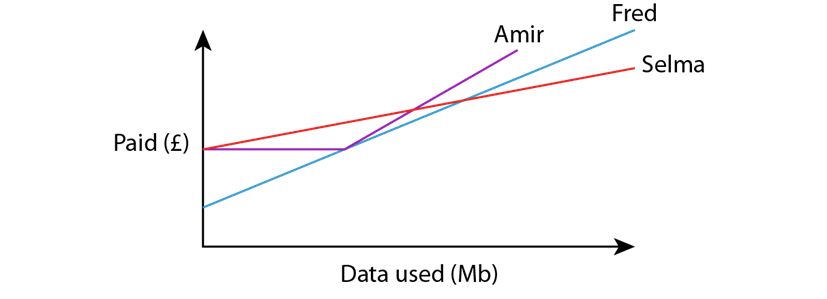 Fred
Amir
Selma
Paid (£)
Data used (Mb)